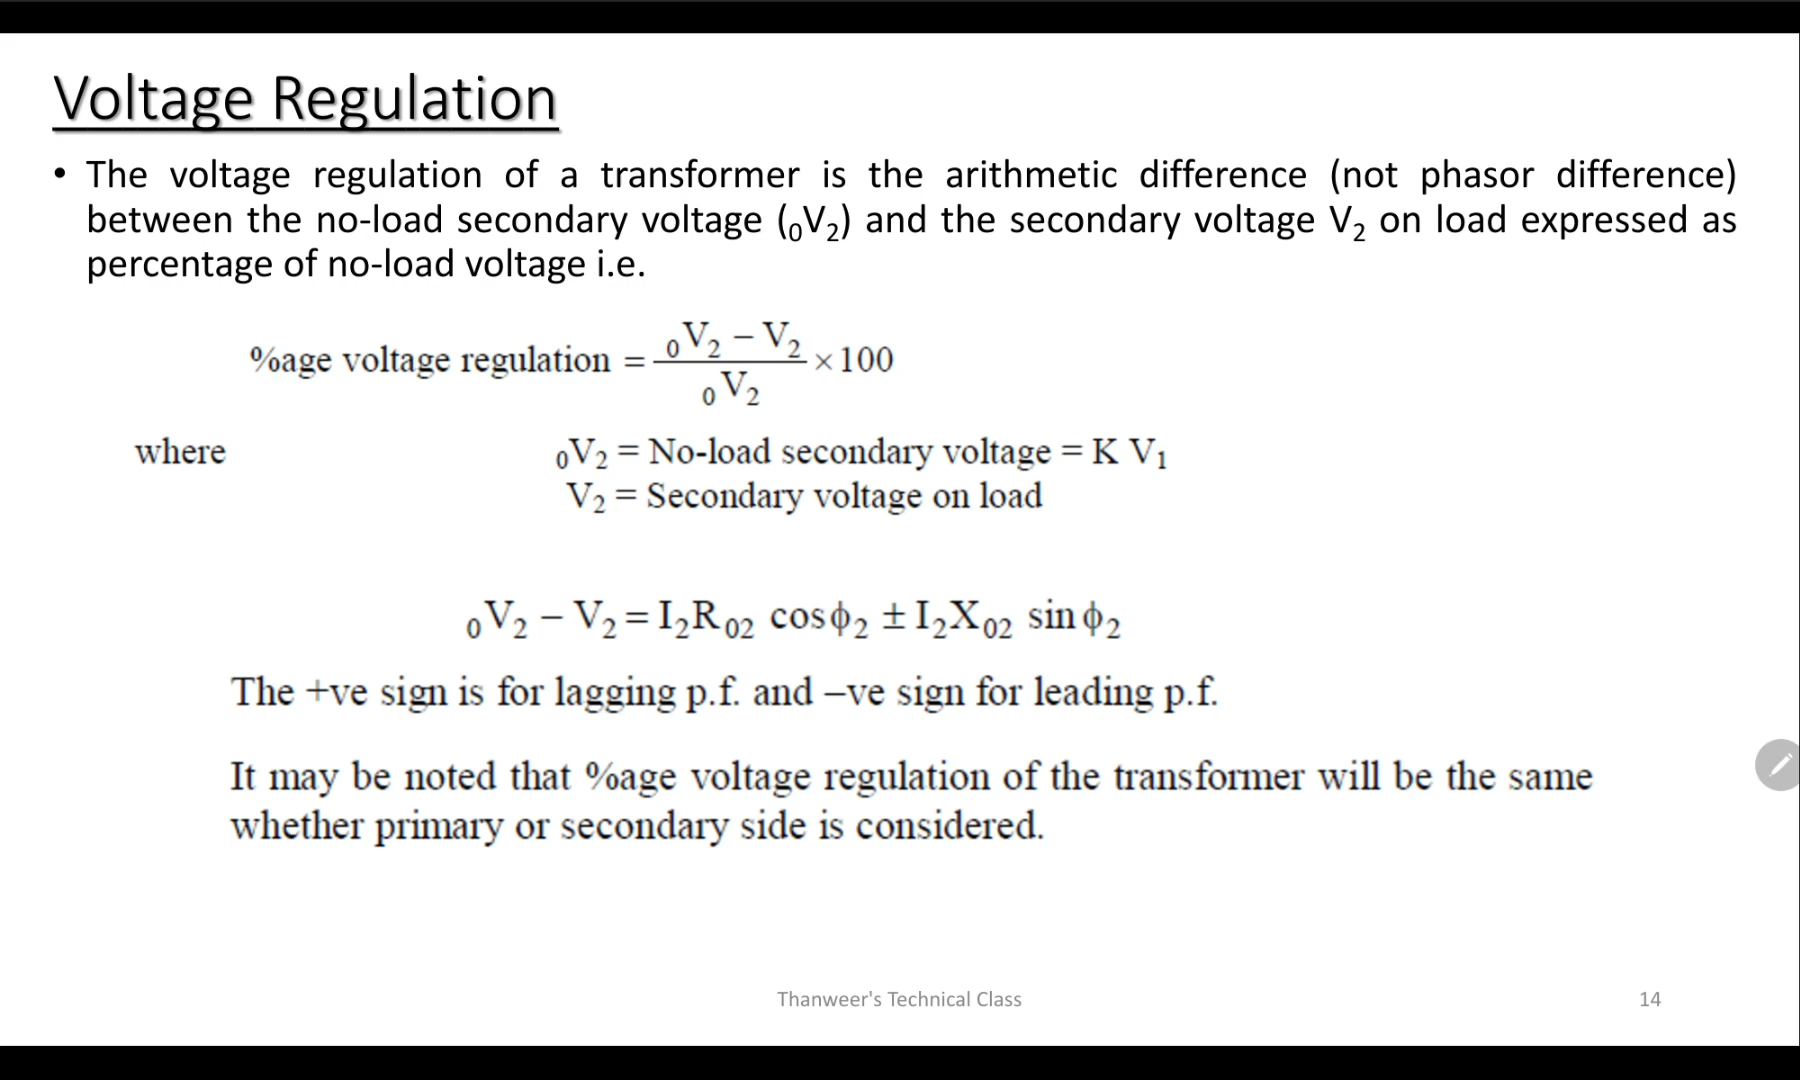 Voltage Regulation
• The voltage regulation of a transformer is the arithmetic difference (not phasor difference)
between the no-load secondary voltage (₀V₂) and the secondary voltage V₂ on load expressed as
percentage of no-load voltage i.e.
%age voltage regulation = (₀V₂ − V₂) / ₀V₂ × 100
where ₀V₂ = No-load secondary voltage = K V₁
V₂ = Secondary voltage on load
₀V₂ − V₂ = I₂R₀₂ cosϕ₂ ± I₂X₀₂ sinϕ₂
The +ve sign is for lagging p.f. and –ve sign for leading p.f.
It may be noted that %age voltage regulation of the transformer will be the same
whether primary or secondary side is considered.
Thanweer's Technical Class 14